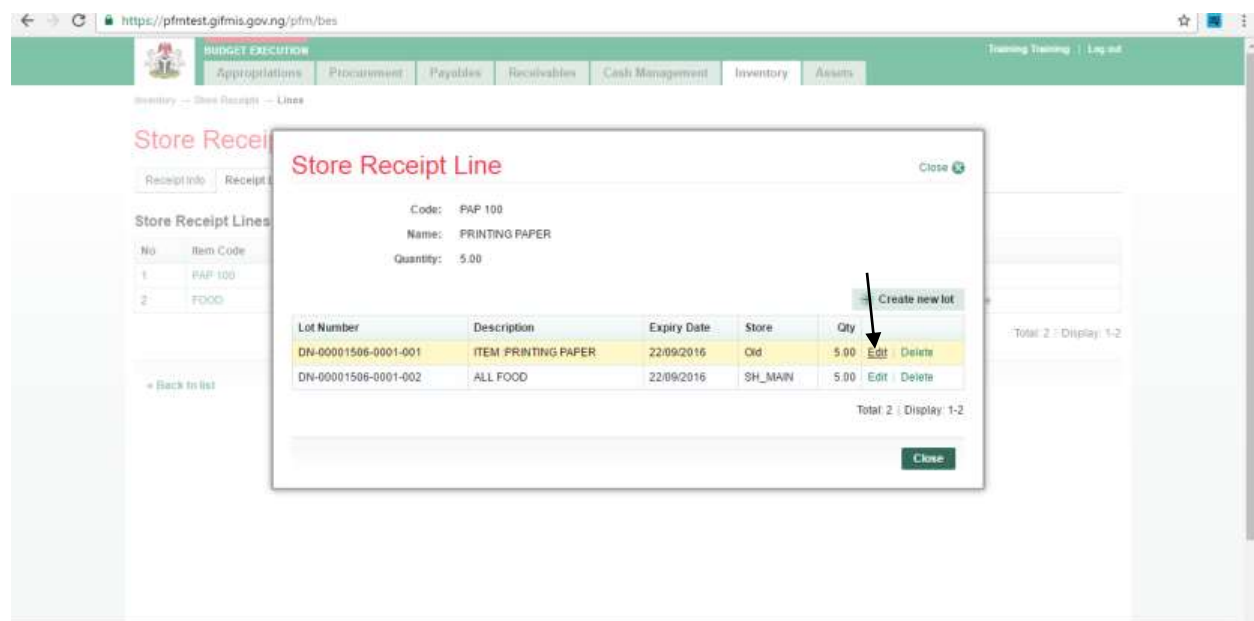 https://pfmtest.gifmis.gov.ng/pfm/bes
BUDGET EXECUTION
Training Training | Log out
Appropriations Procurement Payables Receivables Cash Management Inventory Assets
Inventory → Store Receipts → Lines
Store Recei
Receipt Info Receipt L
Store Receipt Lines
No Item Code
1 PAP 100
2 FOOD
Total: 2 | Display: 1-2
« Back to list
Store Receipt Line
Close
Code: PAP 100
Name: PRINTING PAPER
Quantity: 5.00
Create new lot
Lot Number Description Expiry Date Store Qty
DN-00001506-0001-001 ITEM :PRINTING PAPER 22/09/2016 Old 5.00 Edit | Delete
DN-00001506-0001-002 ALL FOOD 22/09/2016 SH_MAIN 5.00 Edit | Delete
Total: 2 | Display: 1-2
Close